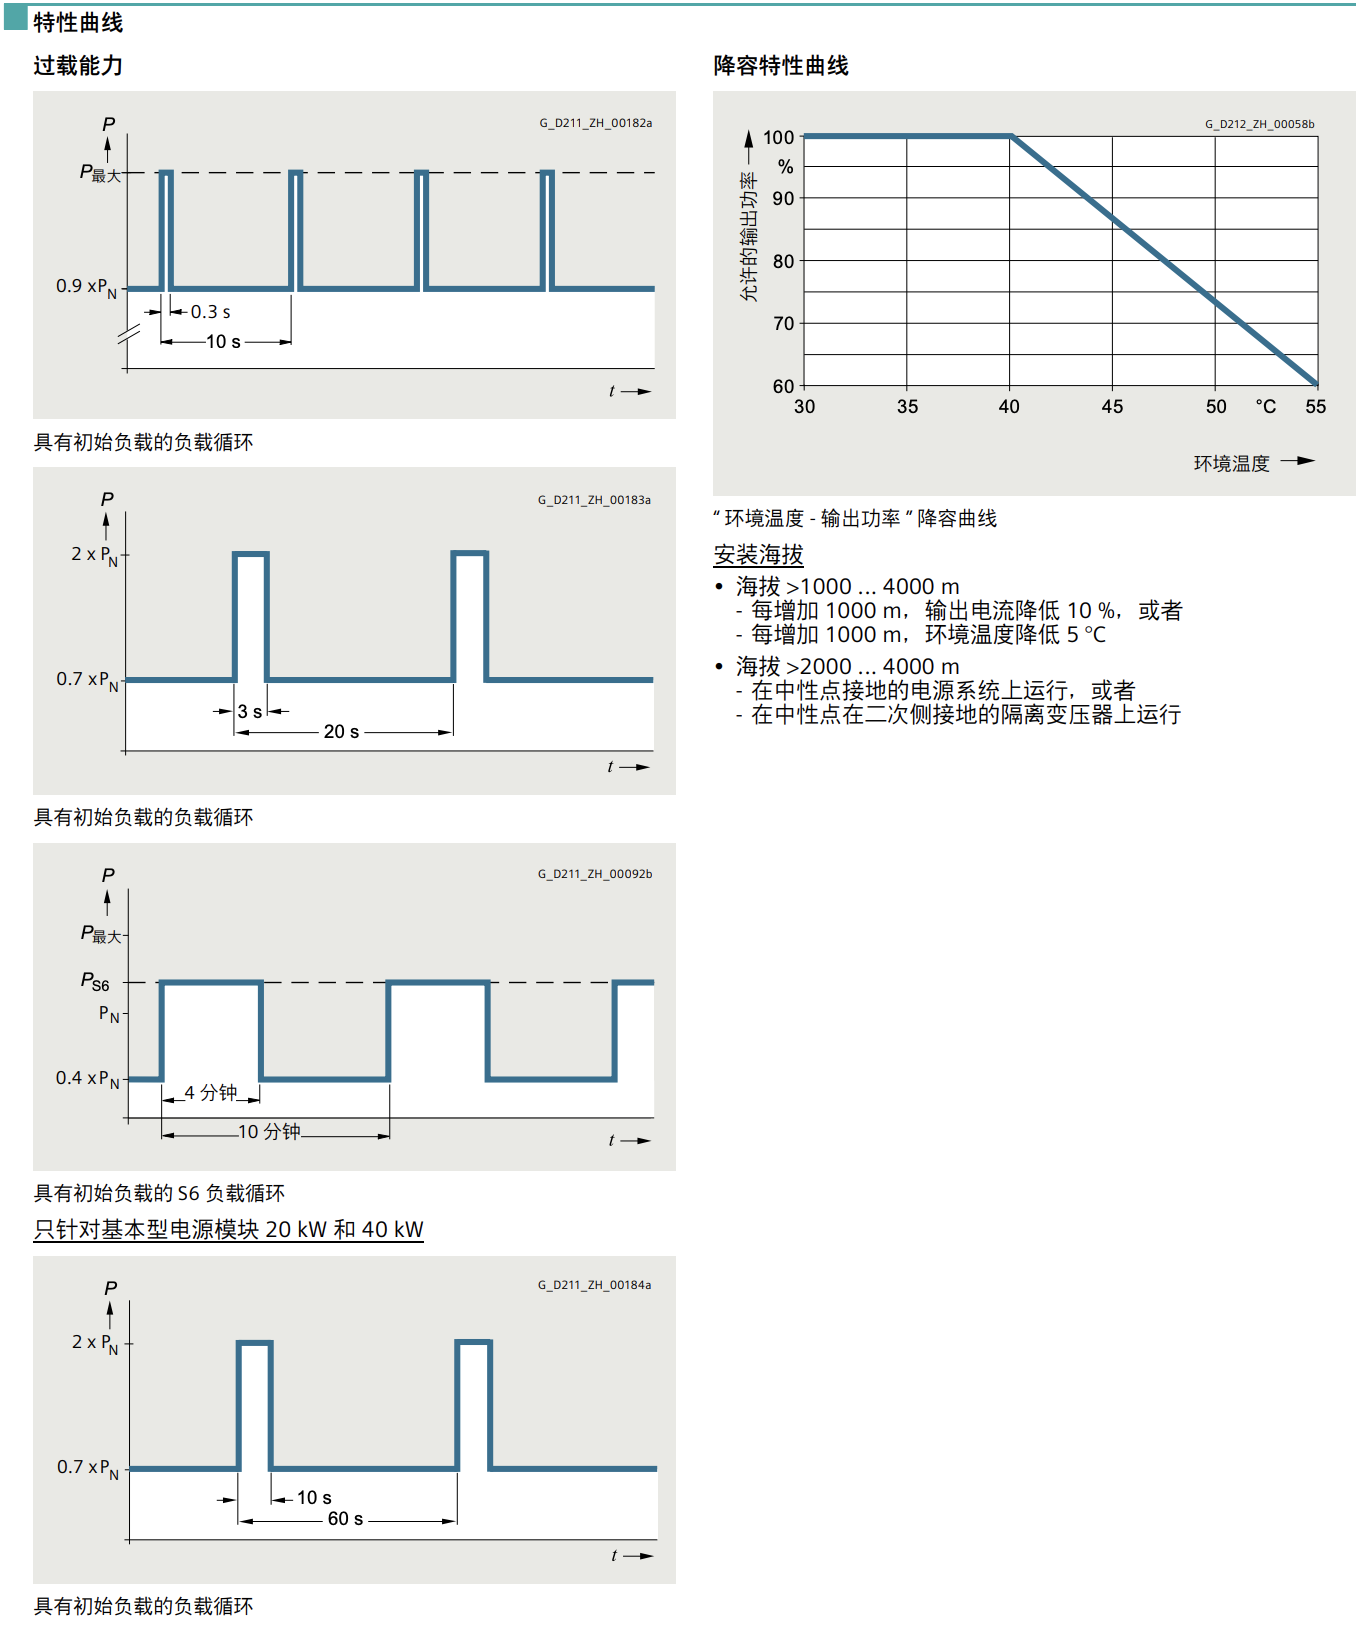 特性曲线
过载能力
G_D211_ZH_00182a
P
P最大
0.9 x PN
0.3 s
10 s
t
具有初始负载的负载循环
G_D211_ZH_00183a
P
2 x PN
0.7 x PN
3 s
20 s
t
具有初始负载的负载循环
G_D211_ZH_00092b
P
P最大
PS6
PN
0.4 x PN
4 分钟
10 分钟
t
具有初始负载的 S6 负载循环
只针对基本型电源模块 20 kW 和 40 kW
G_D211_ZH_00184a
P
2 x PN
0.7 x PN
10 s
60 s
t
具有初始负载的负载循环
降容特性曲线
G_D212_ZH_00058b
允许的输出功率
100
%
90
80
70
60
30 35 40 45 50 °C 55
环境温度
“ 环境温度 - 输出功率 ” 降容曲线
安装海拔
• 海拔 >1000 ... 4000 m
- 每增加 1000 m，输出电流降低 10 %，或者
- 每增加 1000 m，环境温度降低 5 °C
• 海拔 >2000 ... 4000 m
- 在中性点接地的电源系统上运行，或者
- 在中性点在二次侧接地的隔离变压器上运行